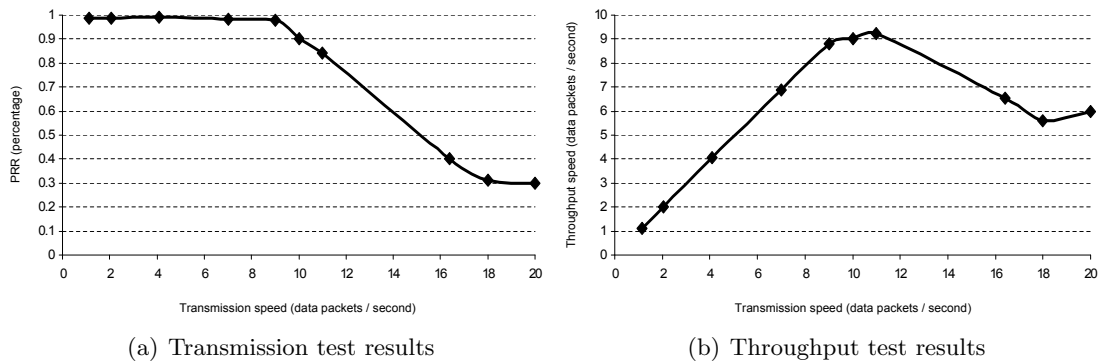 1
0.9
0.8
0.7
0.6
0.5
0.4
0.3
0.2
0.1
0
PRR (percentage)
0 2 4 6 8 10 12 14 16 18 20
Transmission speed (data packets / second)
(a) Transmission test results
10
9
8
7
6
5
4
3
2
1
0
Throughput speed (data packets / second)
0 2 4 6 8 10 12 14 16 18 20
Transmission speed (data packets / second)
(b) Throughput test results